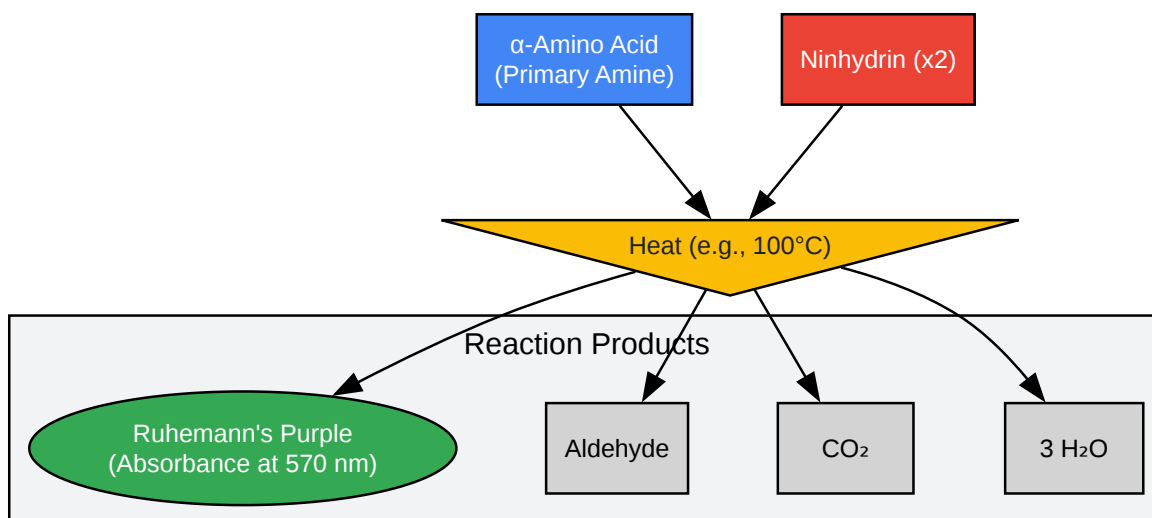 α-Amino Acid
(Primary Amine)
Ninhydrin (x2)
Heat (e.g., 100°C)
Reaction Products
Ruhemann's Purple
(Absorbance at 570 nm)
Aldehyde
CO₂
3 H₂O